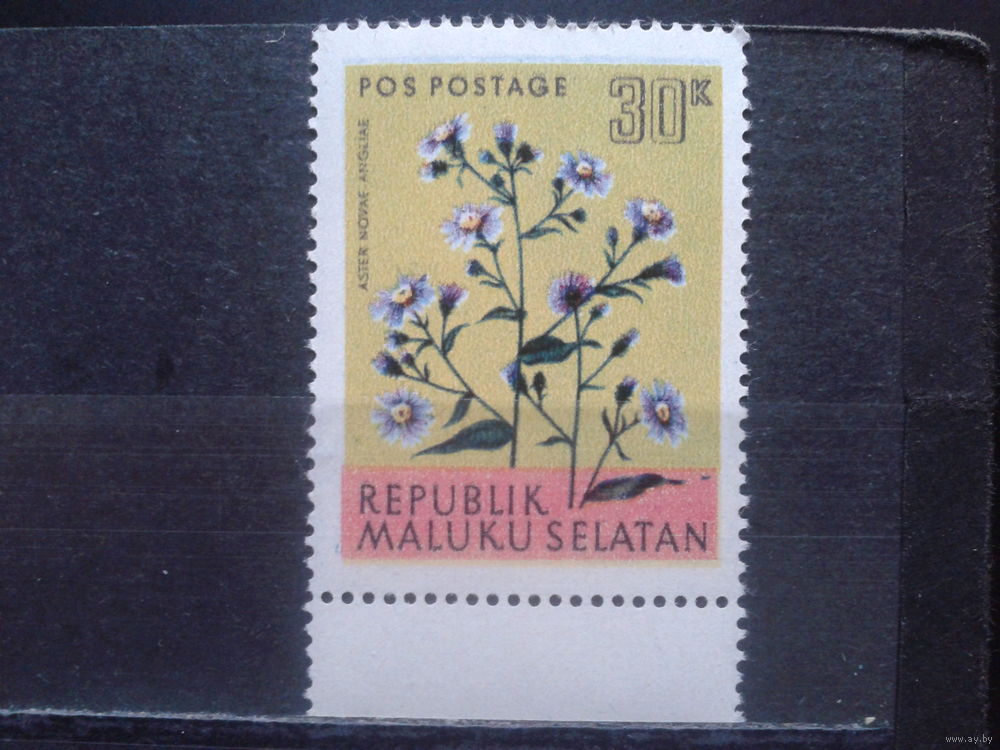 POS POSTAGE 30K
ASTER NOVAE-ANGLIAE
REPUBLIK
MALUKU SELATAN
www.ay.by